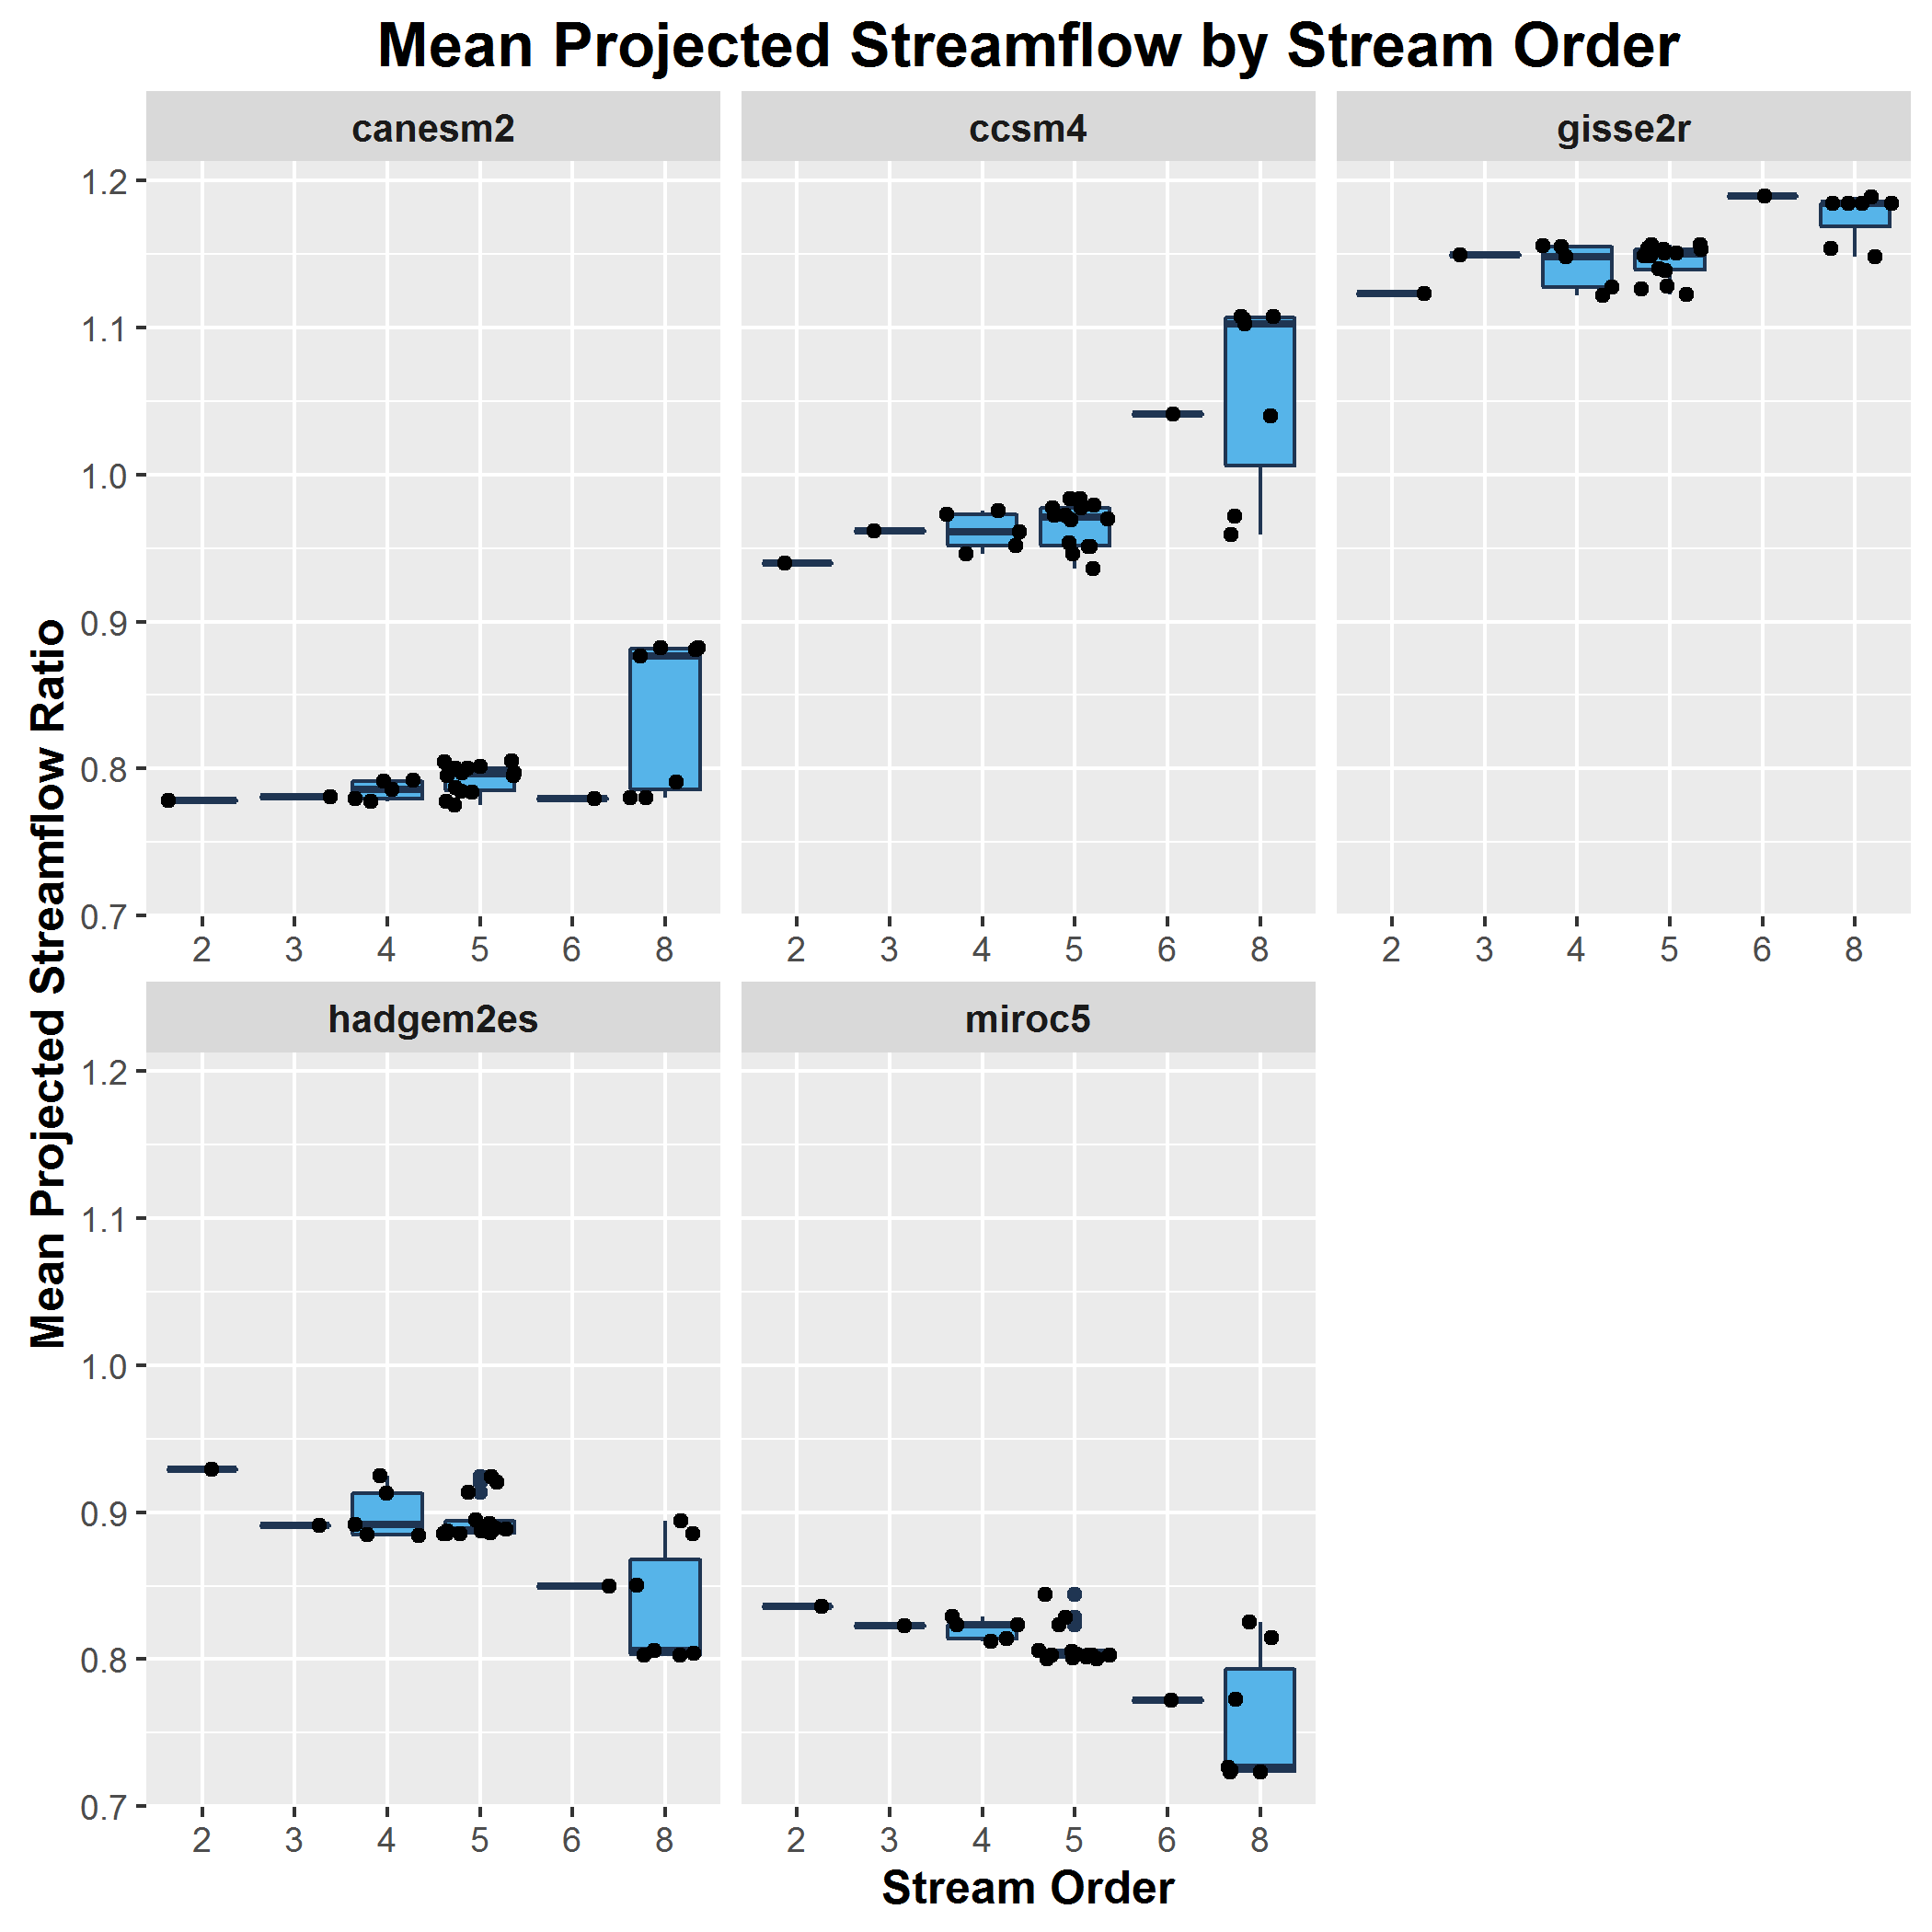 Mean Projected Streamflow by Stream Order
canesm2 ccsm4 gisse2r
1.2
1.1
1.0
0.9
0.8
0.7
2 3 4 5 6 8 2 3 4 5 6 8 2 3 4 5 6 8
Mean Projected Streamflow Ratio
hadgem2es miroc5
1.2
1.1
1.0
0.9
0.8
0.7
2 3 4 5 6 8 2 3 4 5 6 8
Stream Order